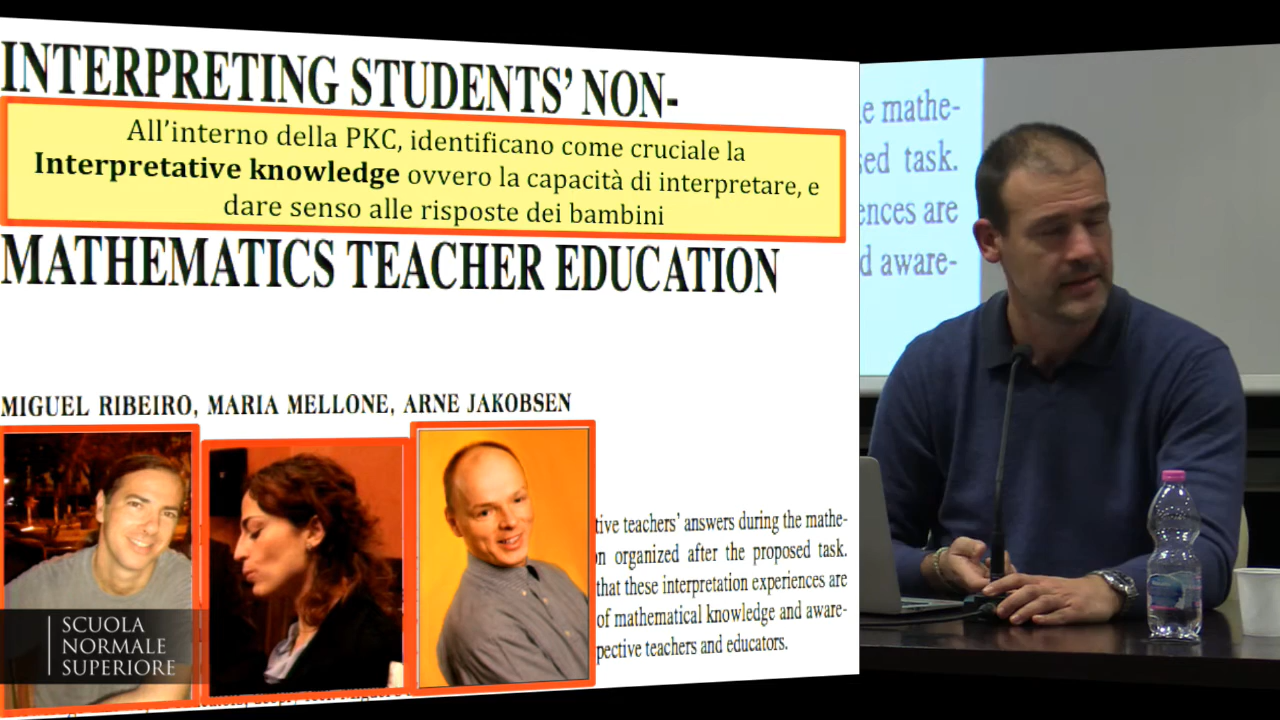 INTERPRETING STUDENTS' NON-
All'interno della PKC, identificano come cruciale la
Interpretative knowledge ovvero la capacità di interpretare, e
dare senso alle risposte dei bambini
MATHEMATICS TEACHER EDUCATION
MIGUEL RIBEIRO, MARIA MELLONE, ARNE JAKOBSEN
tive teachers' answers during the mathe-
n organized after the proposed task.
that these interpretation experiences are
of mathematical knowledge and aware-
pective teachers and educators.
SCUOLA
NORMALE
SUPERIORE
e mathe-
sed task.
ences are
d aware-